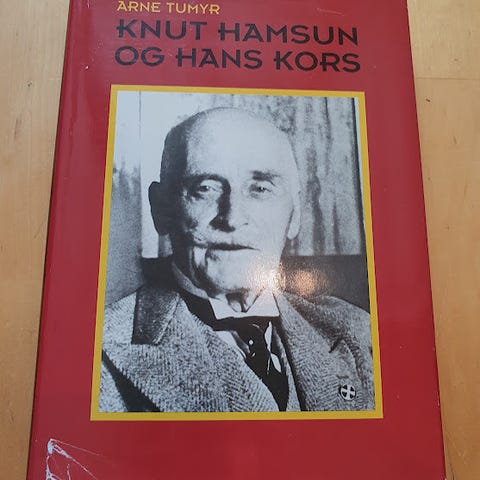 ARNE TUMYR
KNUT HAMSUN
OG HANS KORS